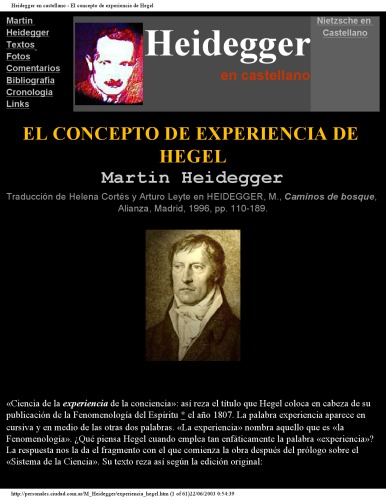 Heidegger en castellano - El concepto de experiencia de Hegel
Martin
Heidegger
Textos
Fotos
Comentarios
Bibliografía
Cronología
Links
Heidegger
en castellano
Nietzsche en
Castellano
EL CONCEPTO DE EXPERIENCIA DE
HEGEL
Martin Heidegger
Traducción de Helena Cortés y Arturo Leyte en HEIDEGGER, M., Caminos de bosque,
Alianza, Madrid, 1996, pp. 110-189.
«Ciencia de la experiencia de la conciencia»: así reza el título que Hegel coloca en cabeza de su
publicación de la Fenomenología del Espíritu * el año 1807. La palabra experiencia aparece en
cursiva y en medio de las otras dos palabras. «La experiencia» nombra aquello que es «la
Fenomenología». ¿Qué piensa Hegel cuando emplea tan enfáticamente la palabra «experiencia»?
La respuesta nos la da el fragmento con el que comienza la obra después del prólogo sobre el
«Sistema de la Ciencia». Su texto reza así según la edición original:
http://personales.ciudad.com.ar/M_Heidegger/experiencia_hegel.htm (1 of 61)22/06/2003 0:54:39